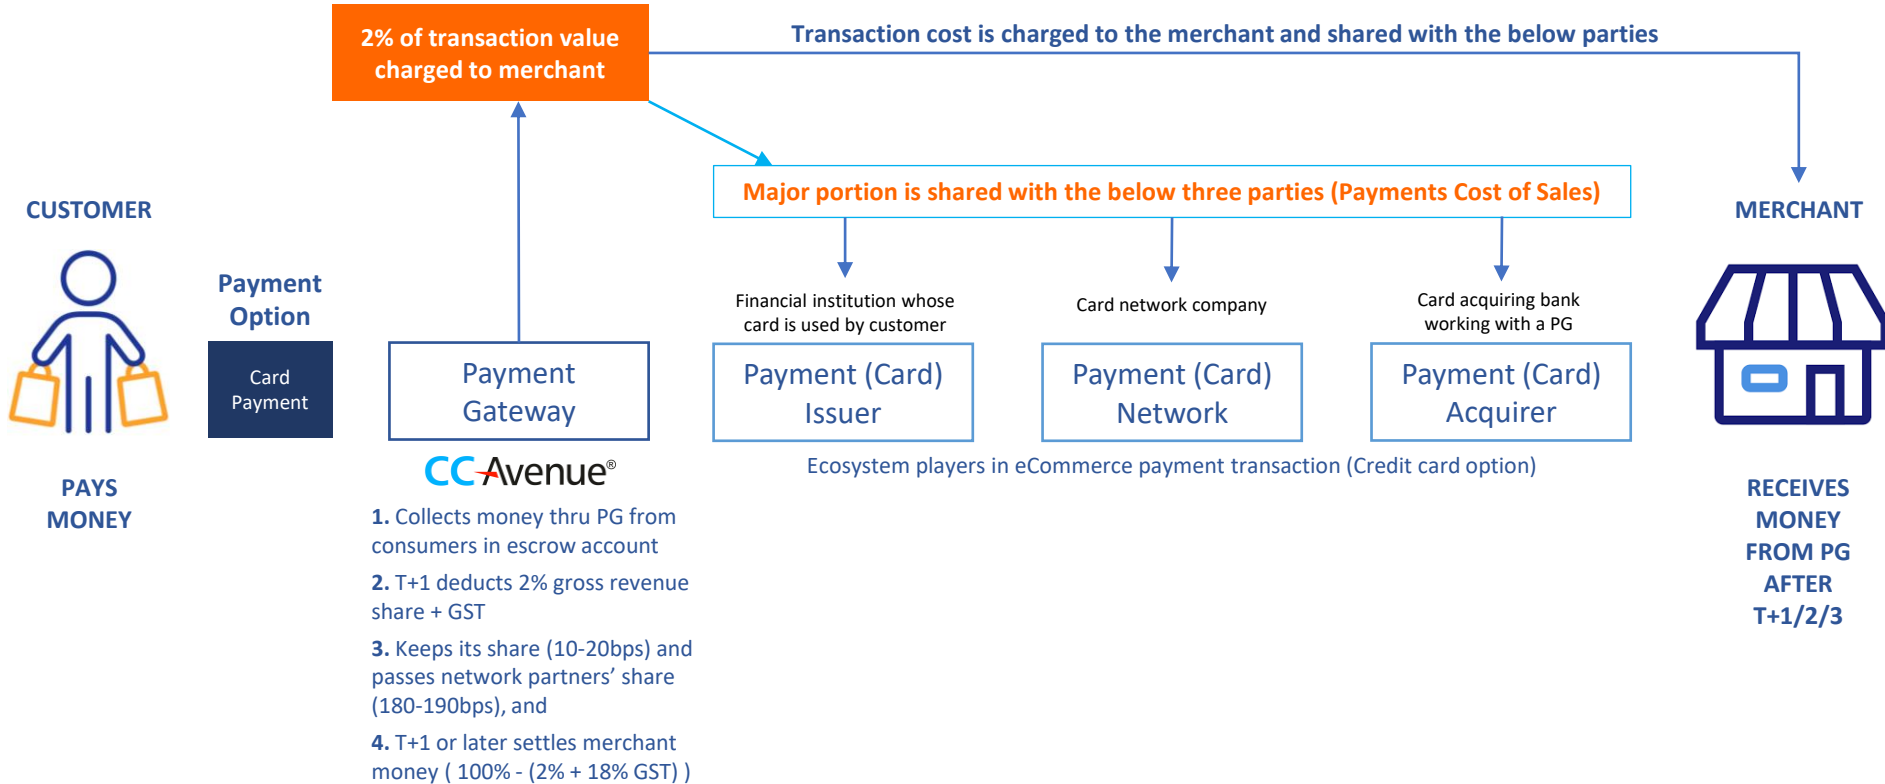 2% of transaction value
charged to merchant
Transaction cost is charged to the merchant and shared with the below parties
Major portion is shared with the below three parties (Payments Cost of Sales)
CUSTOMER
PAYS
MONEY
Payment
Option
Card
Payment
Payment
Gateway
CCAvenue®
1. Collects money thru PG from
consumers in escrow account
2. T+1 deducts 2% gross revenue
share + GST
3. Keeps its share (10-20bps) and
passes network partners’ share
(180-190bps), and
4. T+1 or later settles merchant
money ( 100% - (2% + 18% GST) )
Financial institution whose
card is used by customer
Payment (Card)
Issuer
Card network company
Payment (Card)
Network
Card acquiring bank
working with a PG
Payment (Card)
Acquirer
Ecosystem players in eCommerce payment transaction (Credit card option)
MERCHANT
RECEIVES
MONEY
FROM PG
AFTER
T+1/2/3